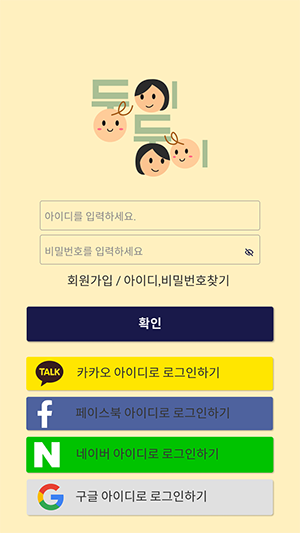 두리
두리
아이디를 입력하세요.
비밀번호를 입력하세요
회원가입 / 아이디,비밀번호찾기
확인
TALK
카카오 아이디로 로그인하기
f
페이스북 아이디로 로그인하기
N
네이버 아이디로 로그인하기
G
구글 아이디로 로그인하기